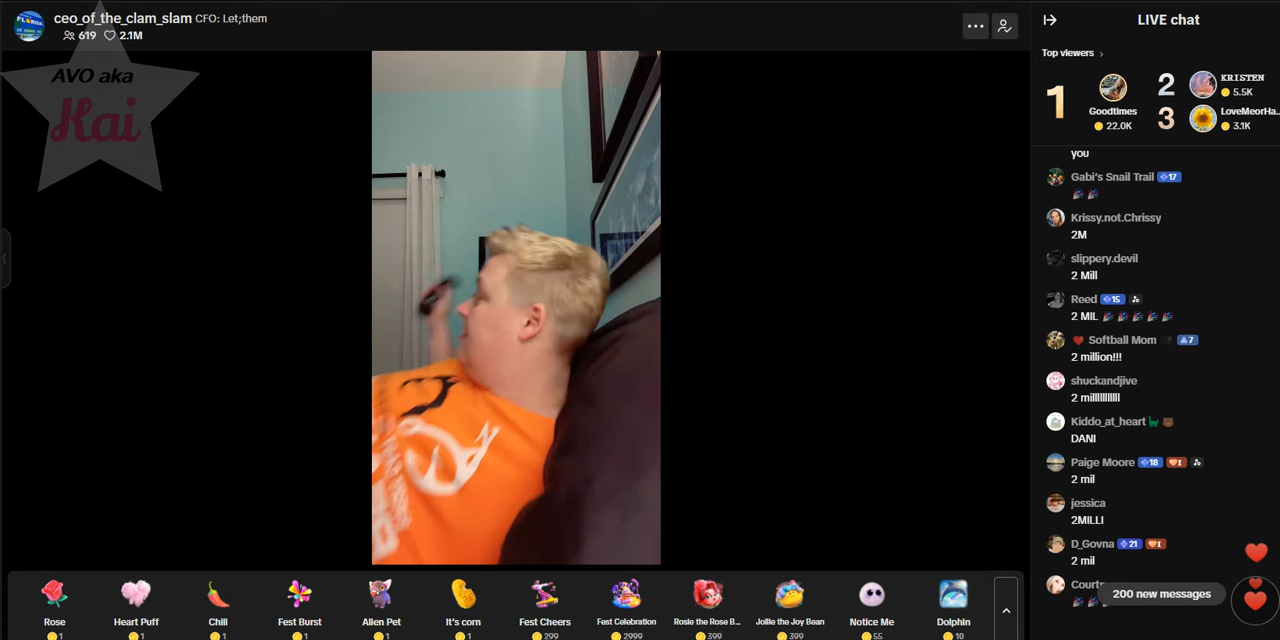 ceo_of_the_clam_slam CFO: Let;them
619 2.1M
AVO aka
Kai
LIVE chat
Top viewers
1
Goodtimes
22.0K
2
KRISTEN
5.5K
3
LoveMeorHa...
3.1K
you
Gabi's Snail Trail 17
Krissy.not.Chrissy
2M
slippery.devil
2 Mill
Reed 15
2 MIL
Softball Mom 7
2 million!!!
shuckandjive
2 millllllllllll
Kiddo_at_heart
DANI
Paige Moore 18 I
2 mil
jessica
2MILLI
D_Govna 21 I
2 mil
Courtr
200 new messages
Rose
1
Heart Puff
1
Chili
1
Fest Burst
1
Alien Pet
1
It's corn
1
Fest Cheers
299
Fest Celebration
2999
Rosie the Rose B...
399
Jollie the Joy Bean
399
Notice Me
55
Dolphin
10